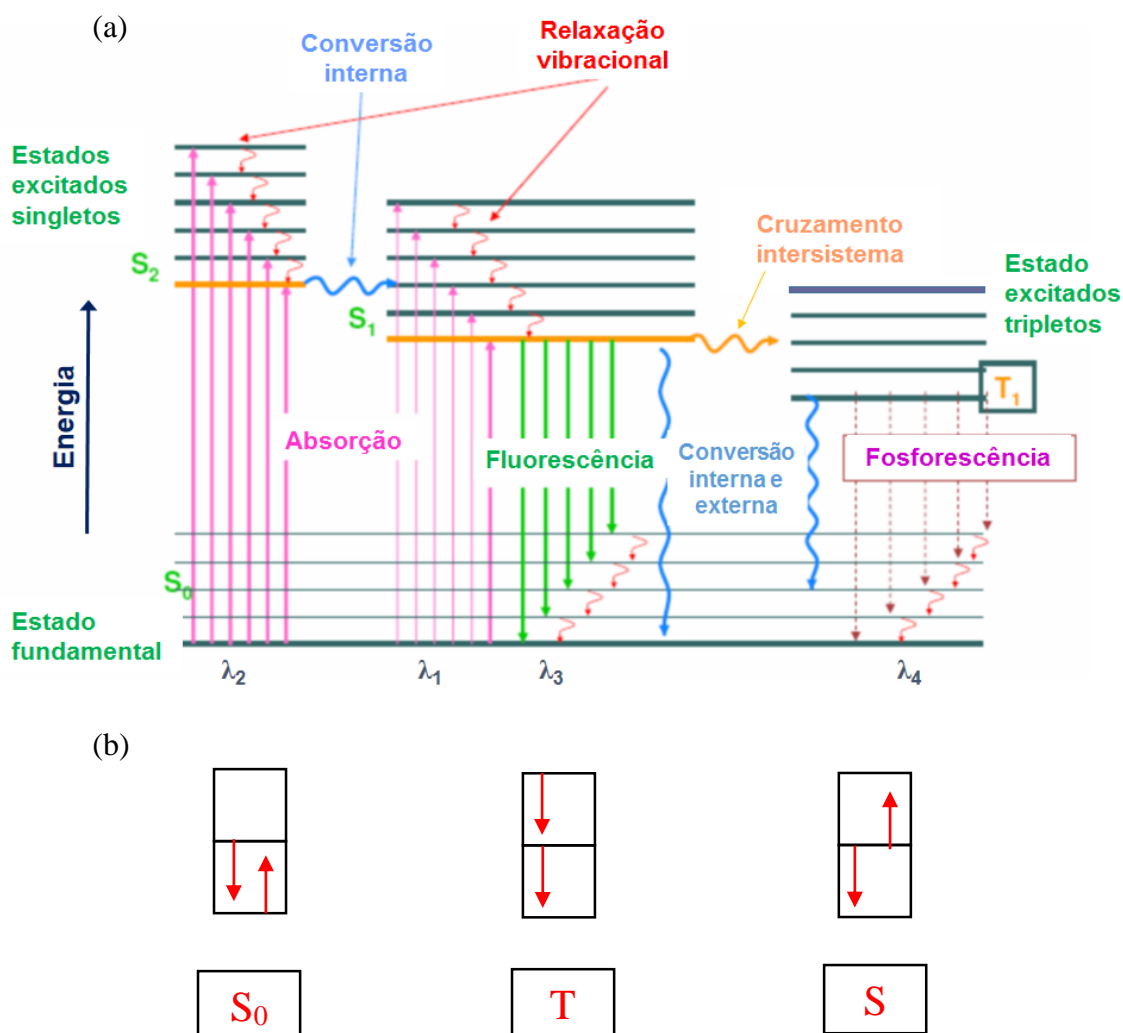 (a)
Conversão
interna
Relaxação
vibracional
Estados
excitados
singletos
S₂
Cruzamento
intersistema
Estado
excitados
tripletos
S₁
Energia
T₁
Absorção
Fluorescência
Conversão
interna e
externa
Fosforescência
S₀
Estado
fundamental
λ₂
λ₁
λ₃
λ₄
(b)
S₀
T
S